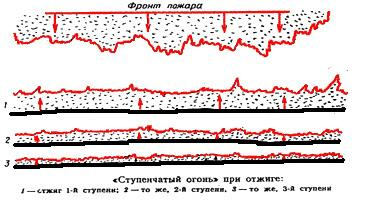 Фронт пожара
1
2
3
«Ступенчатый огонь» при отжиге:
1 — отжиг 1-й ступени; 2 — то же, 2-й ступени, 3 — то же, 3-й ступени